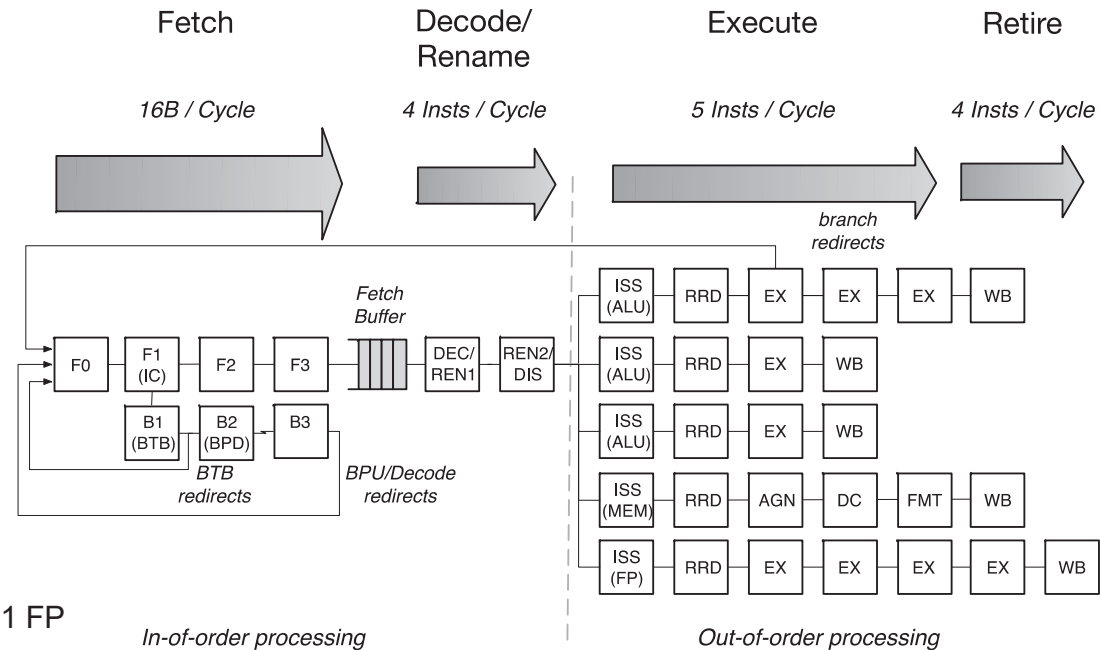 Fetch
Decode/
Rename
Execute
Retire
16B / Cycle
4 Insts / Cycle
5 Insts / Cycle
4 Insts / Cycle
branch
redirects
Fetch
Buffer
F0
F1
(IC)
F2
F3
DEC/
REN1
REN2/
DIS
B1
(BTB)
B2
(BPD)
B3
BTB
redirects
BPU/Decode
redirects
ISS
(ALU)
RRD
EX
EX
EX
WB
ISS
(ALU)
RRD
EX
WB
ISS
(ALU)
RRD
EX
WB
ISS
(MEM)
RRD
AGN
DC
FMT
WB
ISS
(FP)
RRD
EX
EX
EX
EX
WB
1 FP
In-of-order processing
Out-of-order processing